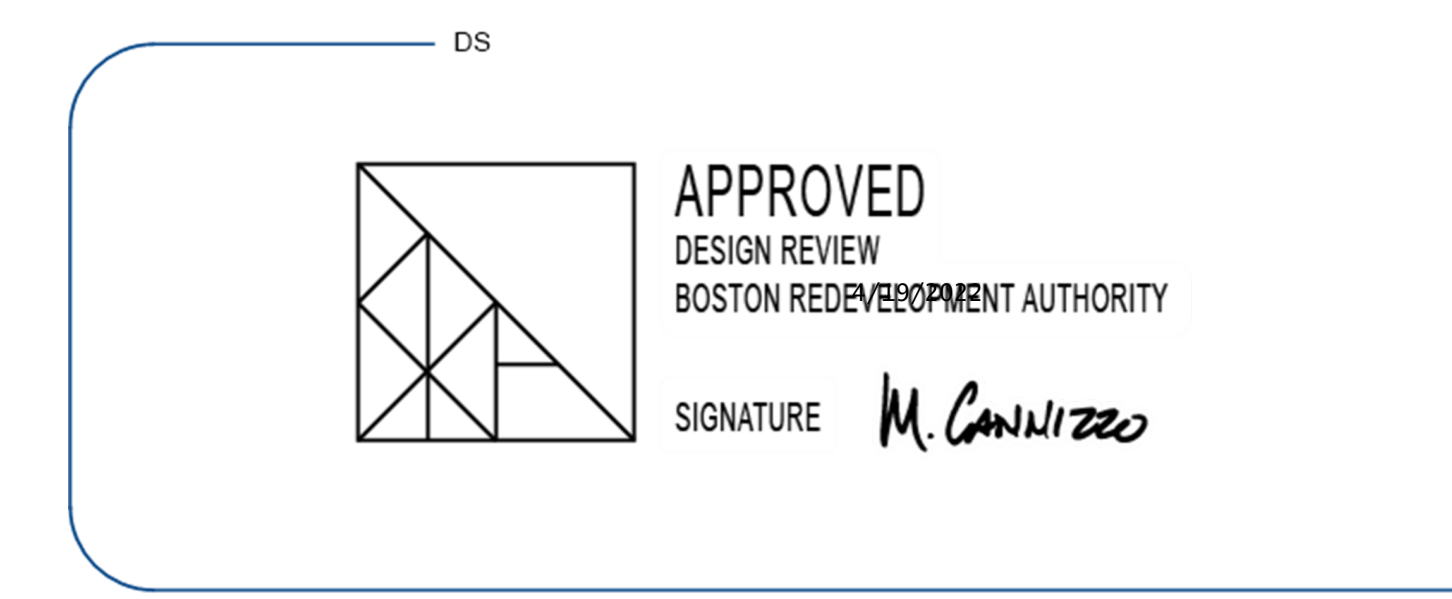 DS
APPROVED
DESIGN REVIEW
BOSTON REDEVELOPMENT AUTHORITY
4/19/2022
SIGNATURE M. CANNIZZO